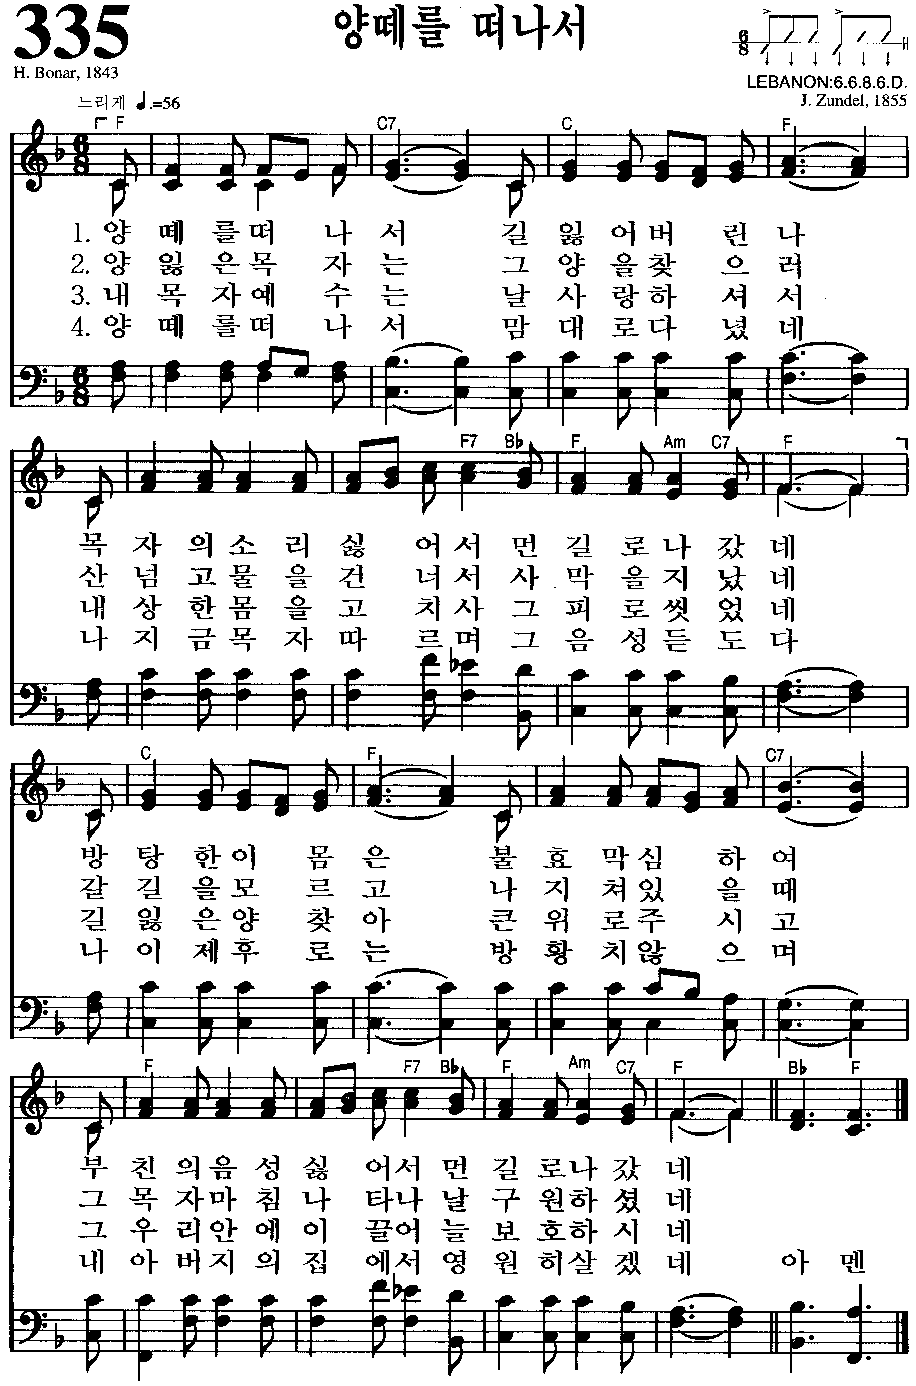 335
양떼를 떠나서
H. Bonar, 1843
LEBANON:6.6.8.6.D.
J. Zundel, 1855
느리게 ♩.=56
F C7 C F
1. 양 떼 를 떠 나 서 길 잃 어 버 린 나
2. 양 잃 은 목 자 는 그 양 을 찾 으 러
3. 내 목 자 예 수 는 날 사 랑 하 셔 서
4. 양 떼 를 떠 나 서 맘 대 로 다 녔 네
F7 B♭ F Am C7 F
목 자 의 소 리 싫 어 서 먼 길 로 나 갔 네
산 넘 고 물 을 건 너 서 사 막 을 지 났 네
내 상 한 몸 을 고 치 사 그 피 로 씻 었 네
나 지 금 목 자 따 르 며 그 음 성 듣 도 다
C F C7
방 탕 한 이 몸 은 불 효 막 심 하 여
갈 길 을 모 르 고 나 지 쳐 있 을 때
길 잃 은 양 찾 아 큰 위 로 주 시 고
나 이 제 후 로 는 방 황 치 않 으 며
F F7 B♭ F Am C7 F B♭ F
부 친 의 음 성 싫 어 서 먼 길 로 나 갔 네
그 목 자 마 침 나 타 나 날 구 원 하 셨 네
그 우 리 안 에 이 끌 어 늘 보 호 하 시 네
내 아 버 지 의 집 에 서 영 원 히 살 겠 네 아 멘